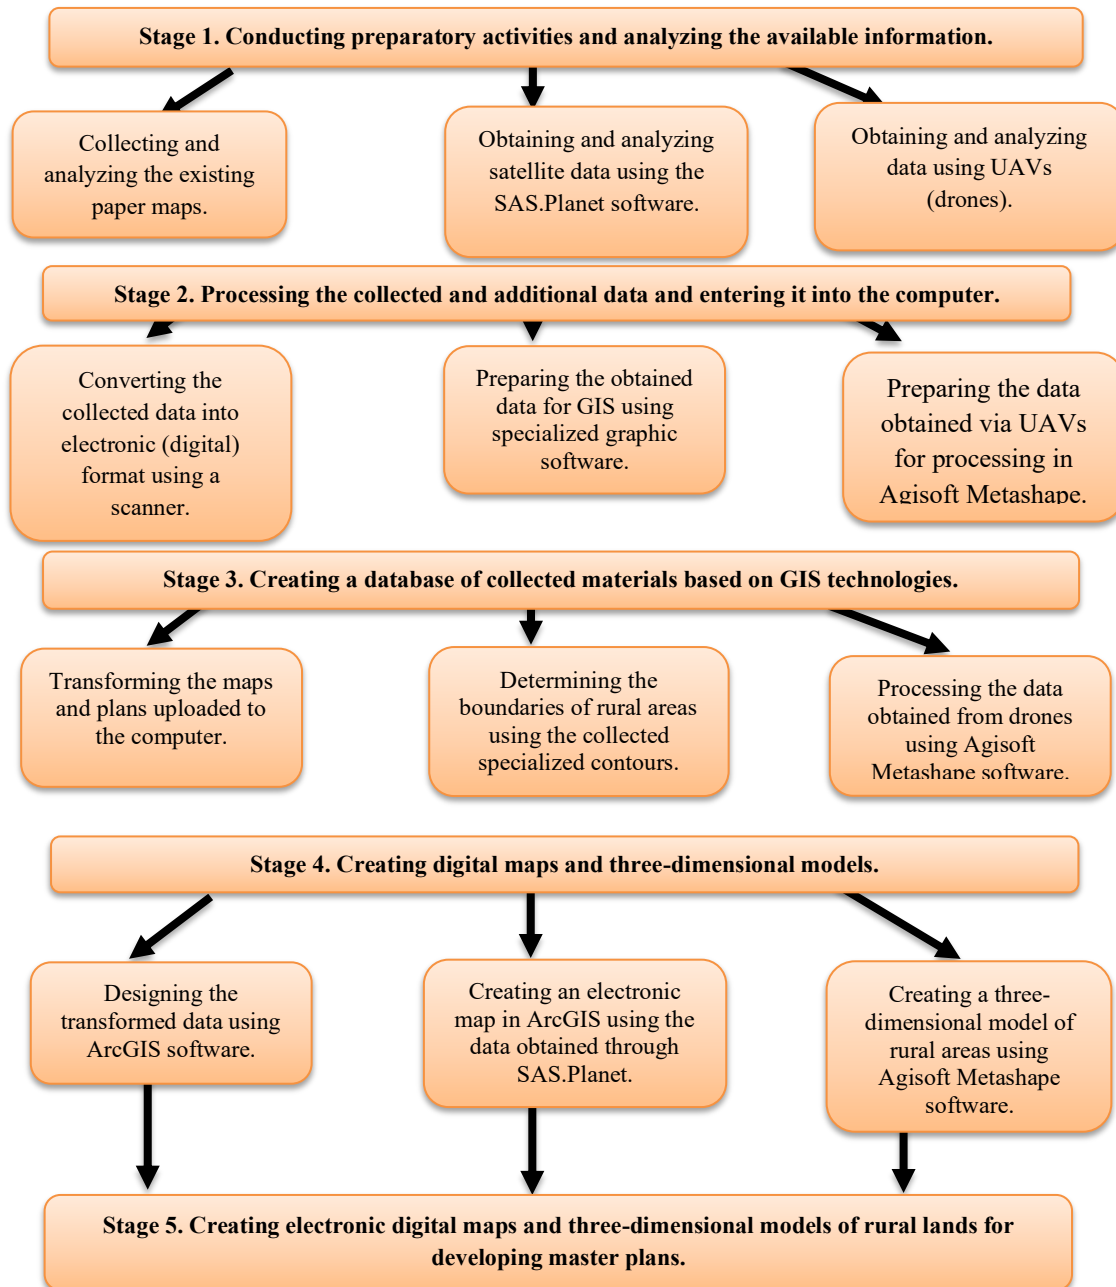 Stage 1. Conducting preparatory activities and analyzing the available information.
Collecting and
analyzing the existing
paper maps.
Obtaining and analyzing
satellite data using the
SAS.Planet software.
Obtaining and analyzing
data using UAVs
(drones).
Stage 2. Processing the collected and additional data and entering it into the computer.
Converting the
collected data into
electronic (digital)
format using a
scanner.
Preparing the obtained
data for GIS using
specialized graphic
software.
Preparing the data
obtained via UAVs
for processing in
Agisoft Metashape.
Stage 3. Creating a database of collected materials based on GIS technologies.
Transforming the maps
and plans uploaded to
the computer.
Determining the
boundaries of rural areas
using the collected
specialized contours.
Processing the data
obtained from drones
using Agisoft
Metashape software.
Stage 4. Creating digital maps and three-dimensional models.
Designing the
transformed data using
ArcGIS software.
Creating an electronic
map in ArcGIS using the
data obtained through
SAS.Planet.
Creating a three-
dimensional model of
rural areas using
Agisoft Metashape
software.
Stage 5. Creating electronic digital maps and three-dimensional models of rural lands for
developing master plans.